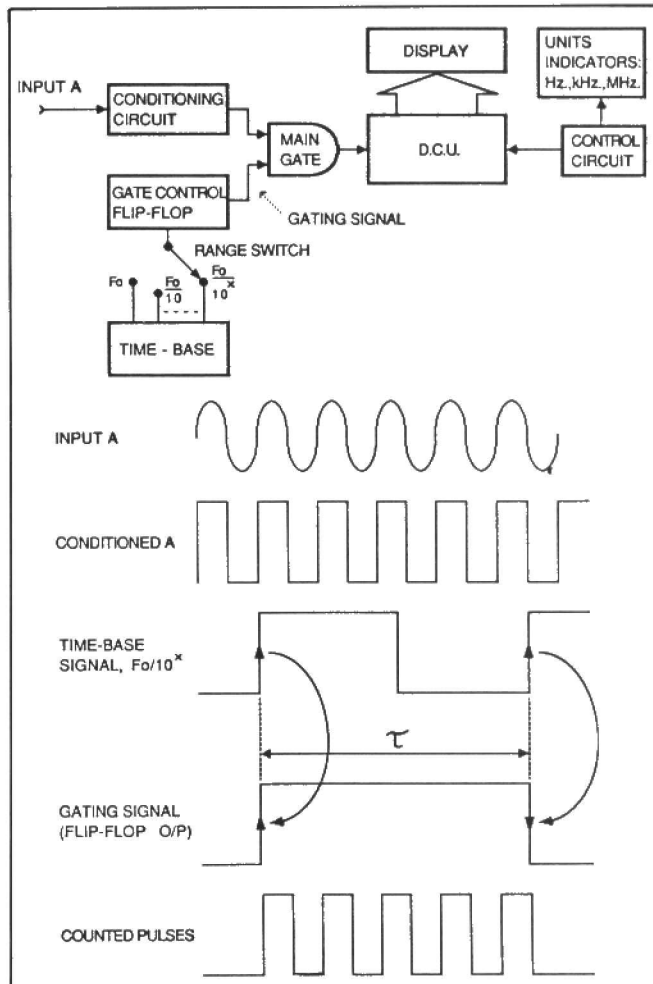 DISPLAY
UNITS
INDICATORS:
Hz.,kHz.,MHz.
INPUT A
CONDITIONING
CIRCUIT
MAIN
GATE
D.C.U.
CONTROL
CIRCUIT
GATE CONTROL
FLIP-FLOP
GATING SIGNAL
RANGE SWITCH
Fo
Fo/10
Fo/10ˣ
TIME - BASE
INPUT A
CONDITIONED A
TIME-BASE
SIGNAL, Fo/10ˣ
τ
GATING SIGNAL
(FLIP-FLOP O/P)
COUNTED PULSES